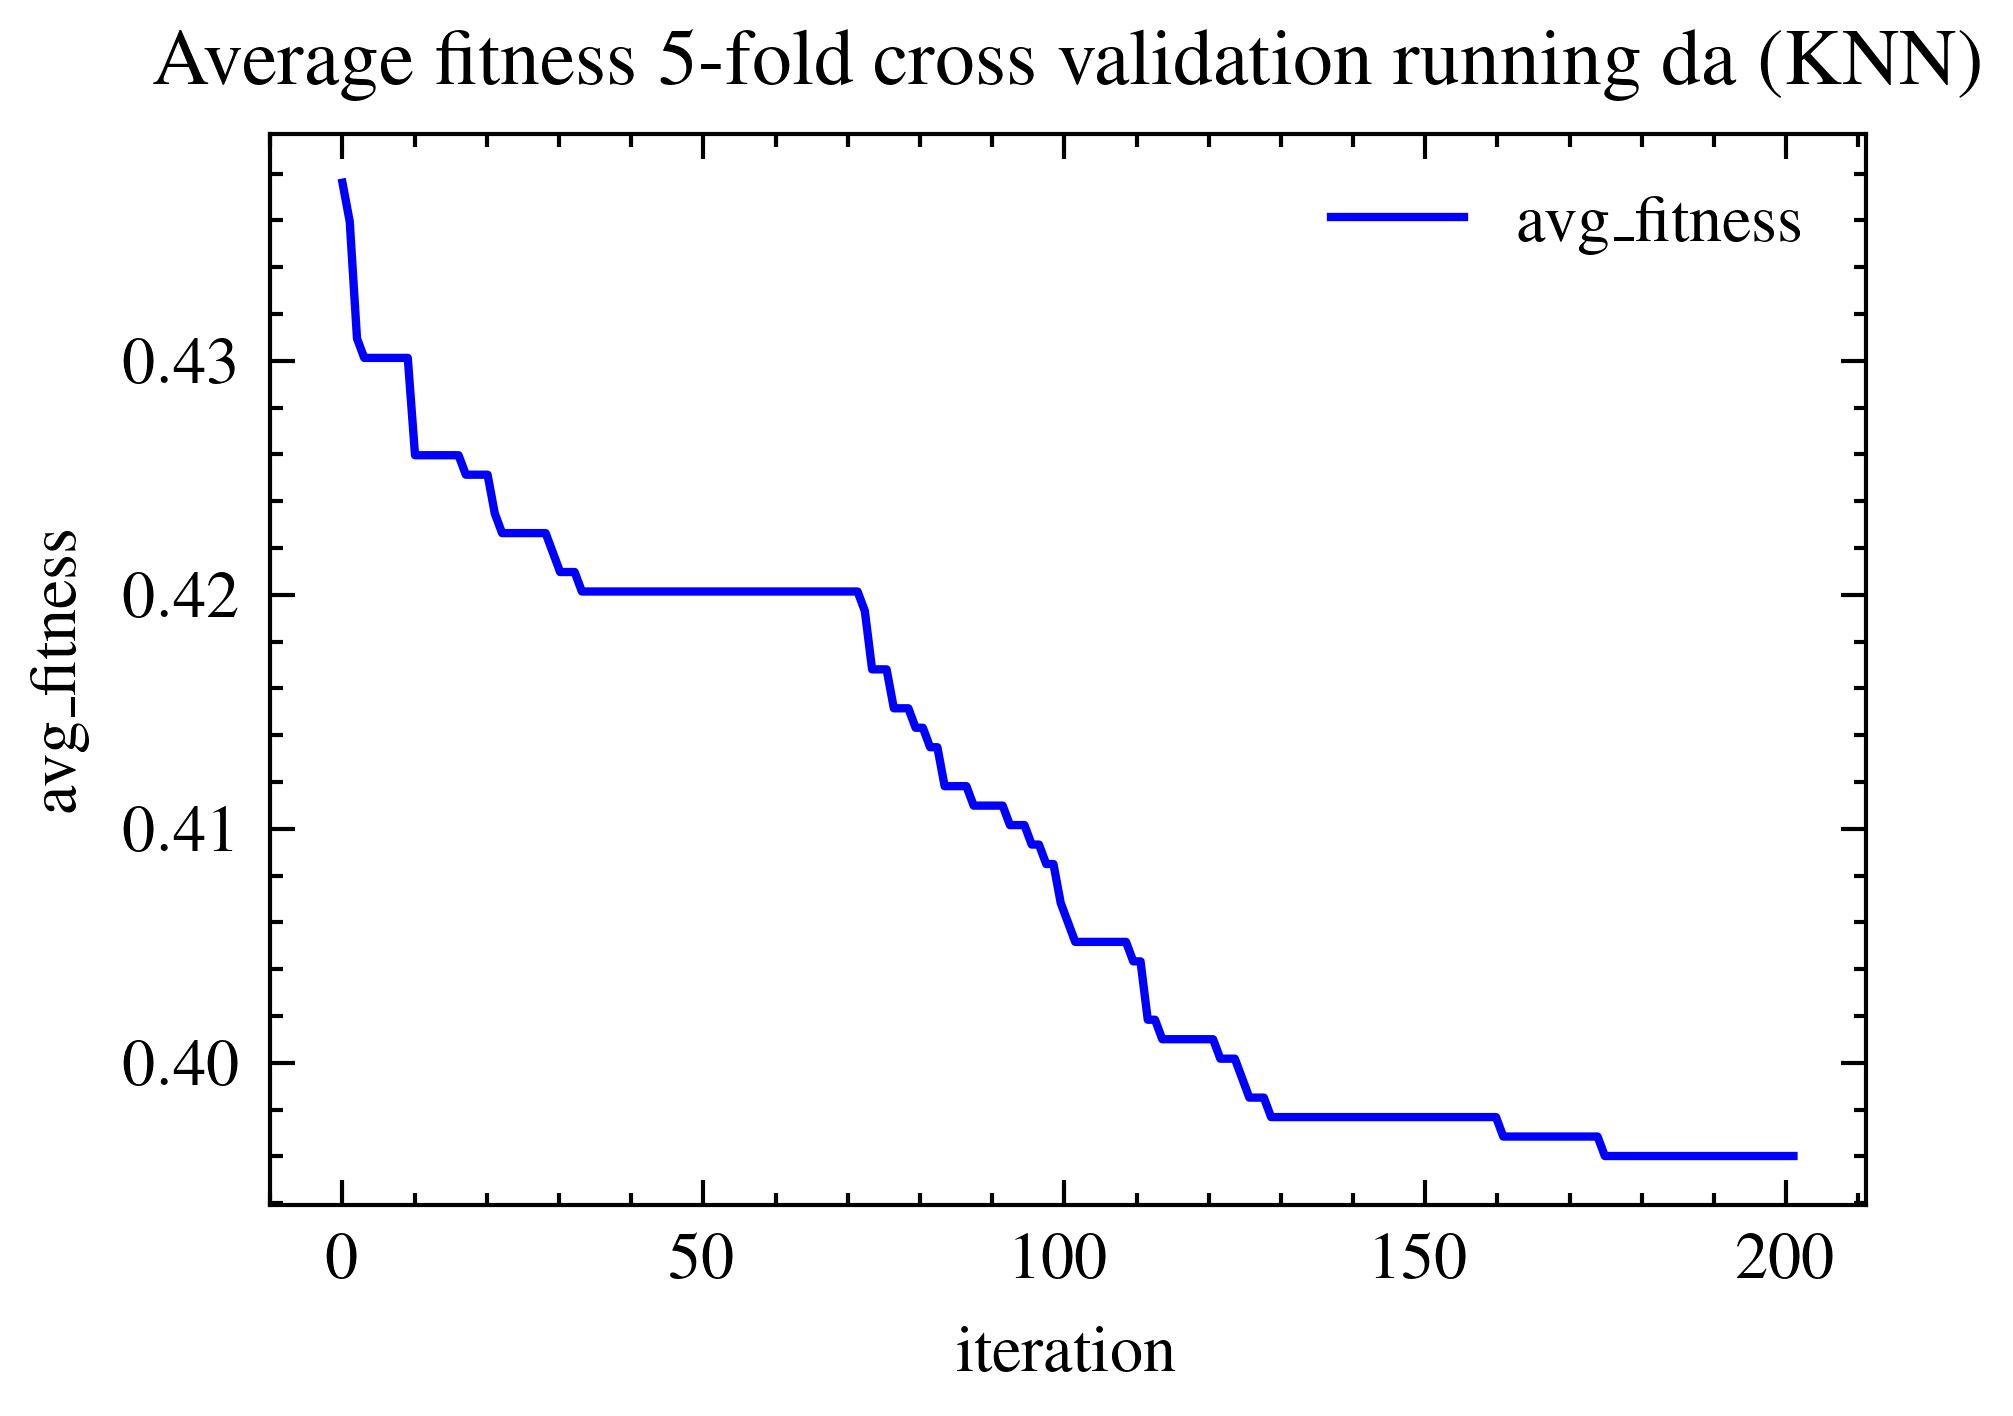 Average fitness 5-fold cross validation running da (KNN)
avg_fitness
avg_fitness
0.43
0.42
0.41
0.40
0 50 100 150 200
iteration